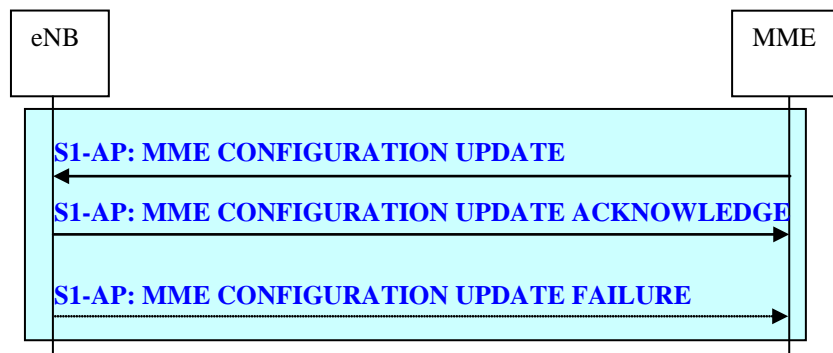 eNB
MME
S1-AP: MME CONFIGURATION UPDATE
S1-AP: MME CONFIGURATION UPDATE ACKNOWLEDGE
S1-AP: MME CONFIGURATION UPDATE FAILURE